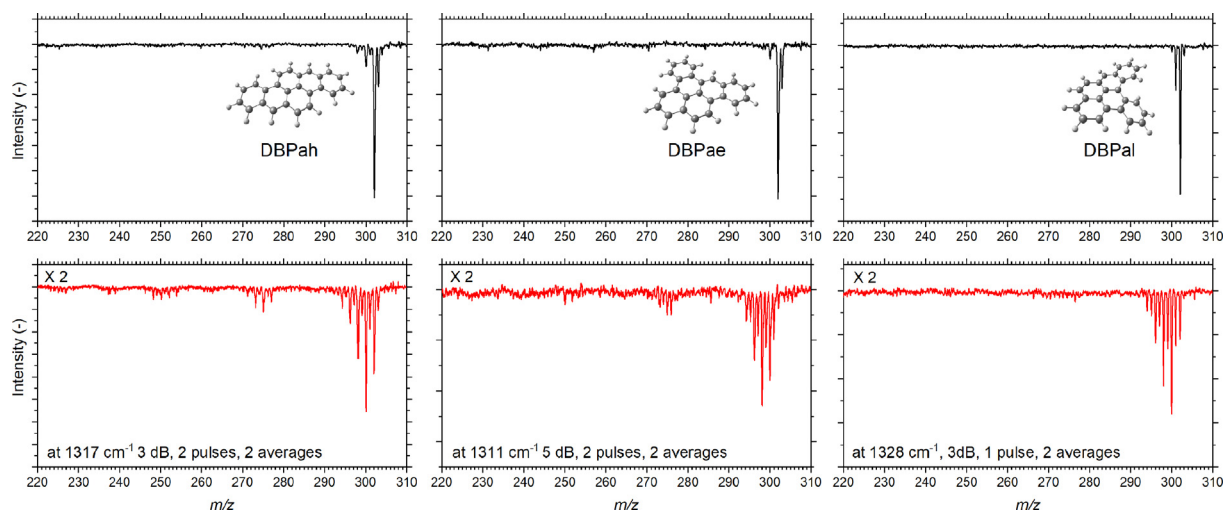 Intensity (-)
DBPah
220 230 240 250 260 270 280 290 300 310
DBPae
220 230 240 250 260 270 280 290 300 310
DBPal
220 230 240 250 260 270 280 290 300 310
Intensity (-)
X 2
at 1317 cm-1 3 dB, 2 pulses, 2 averages
220 230 240 250 260 270 280 290 300 310
m/z
X 2
at 1311 cm-1 5 dB, 2 pulses, 2 averages
220 230 240 250 260 270 280 290 300 310
m/z
X 2
at 1328 cm-1, 3dB, 1 pulse, 2 averages
220 230 240 250 260 270 280 290 300 310
m/z